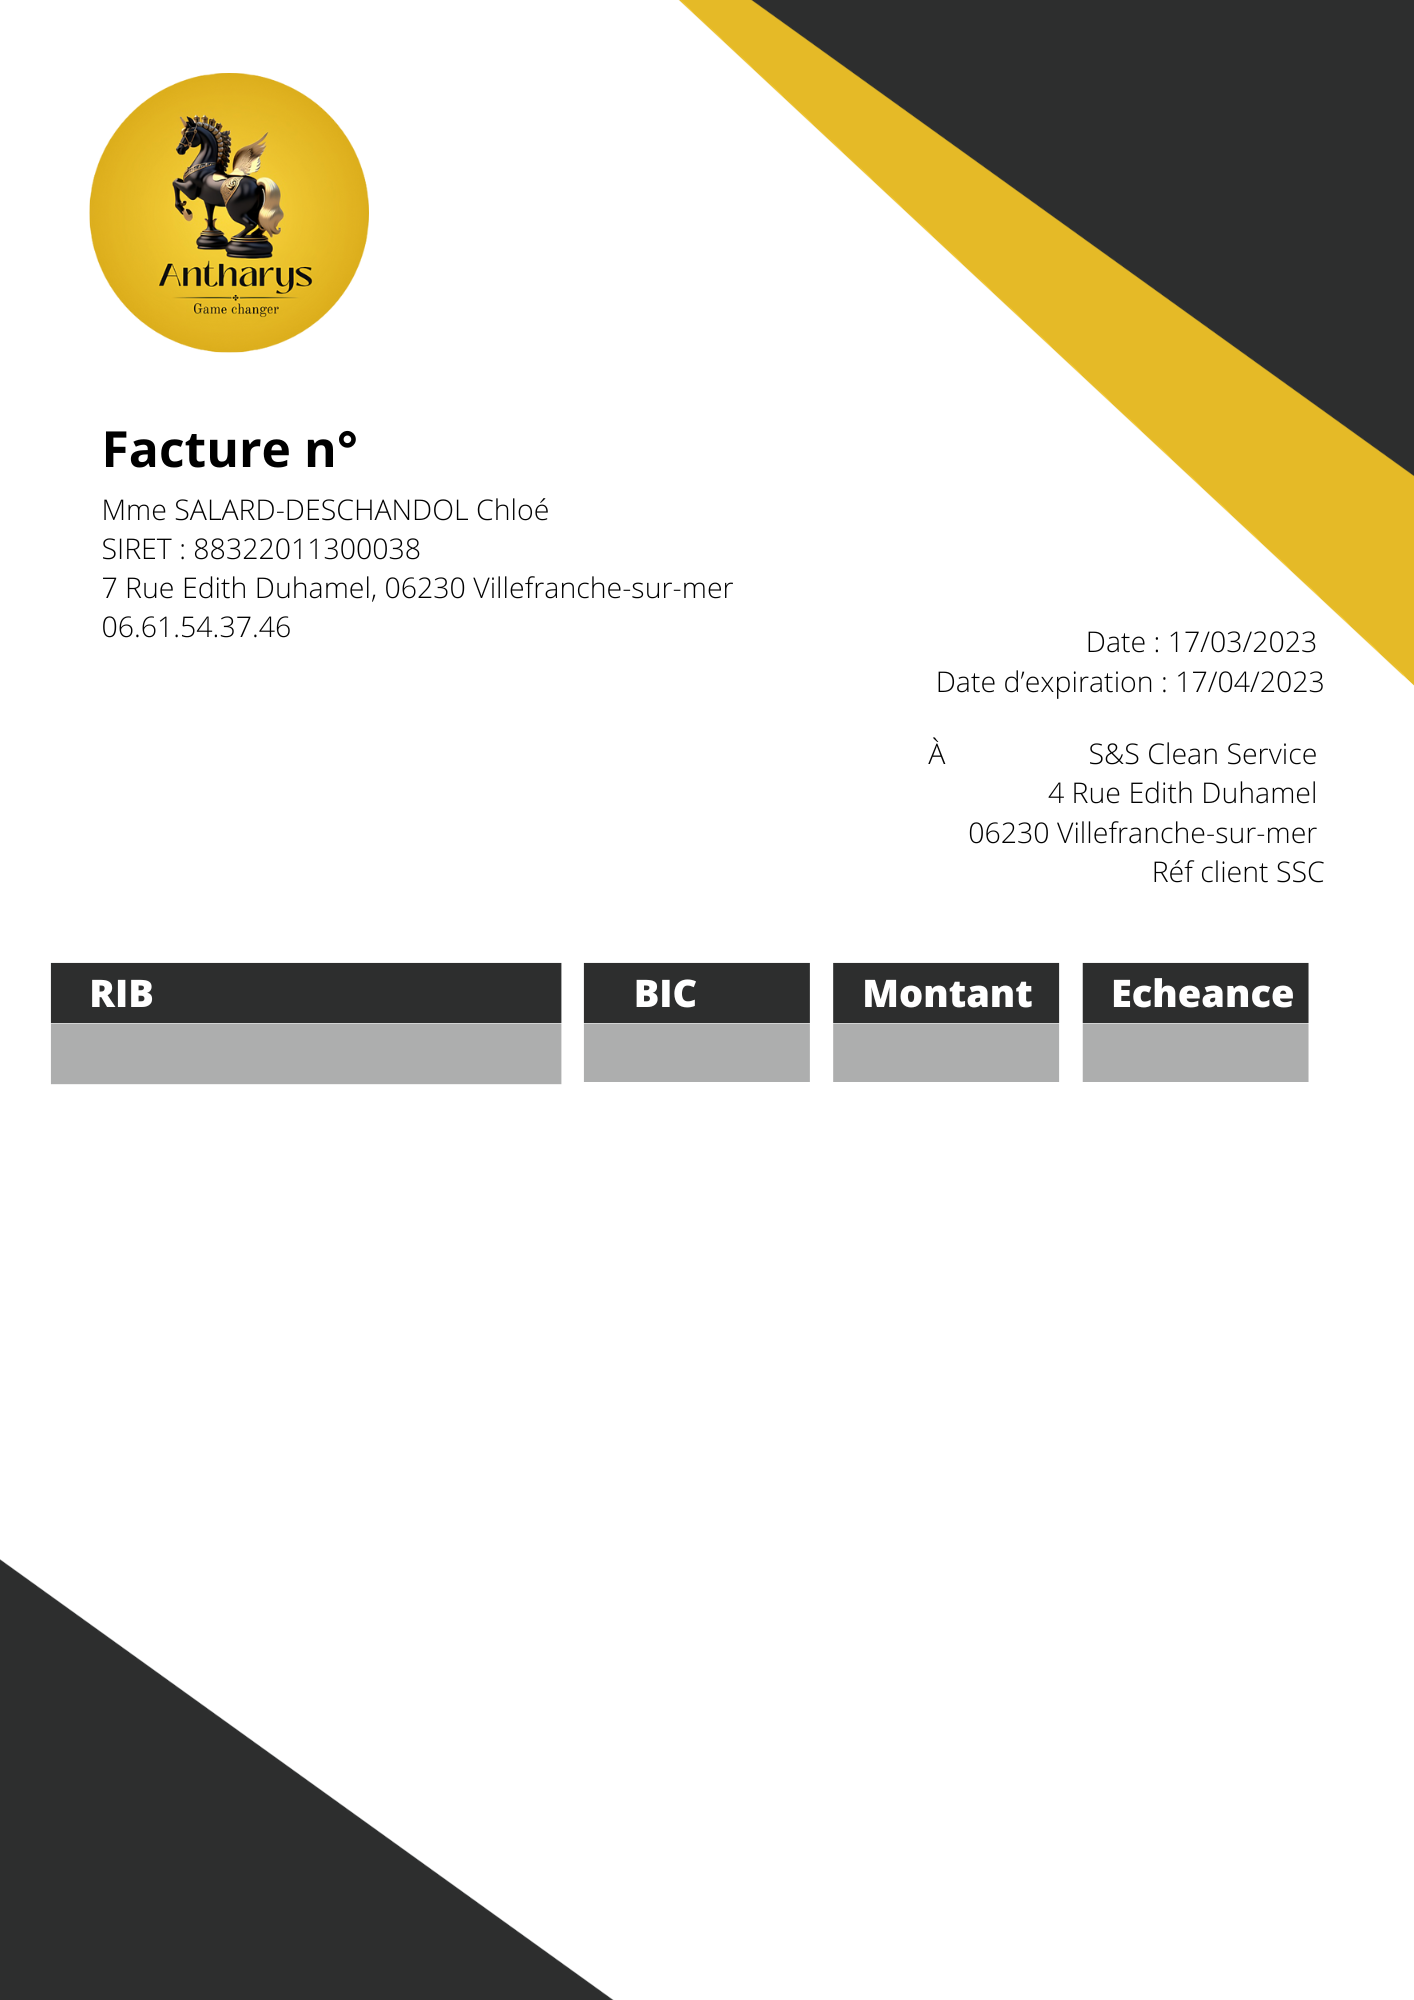 Antharys
Game changer
Facture n°
Mme SALARD-DESCHANDOL Chloé
SIRET : 88322011300038
7 Rue Edith Duhamel, 06230 Villefranche-sur-mer
06.61.54.37.46
Date : 17/03/2023
Date d’expiration : 17/04/2023
À S&S Clean Service
4 Rue Edith Duhamel
06230 Villefranche-sur-mer
Réf client SSC
RIB BIC Montant Echeance